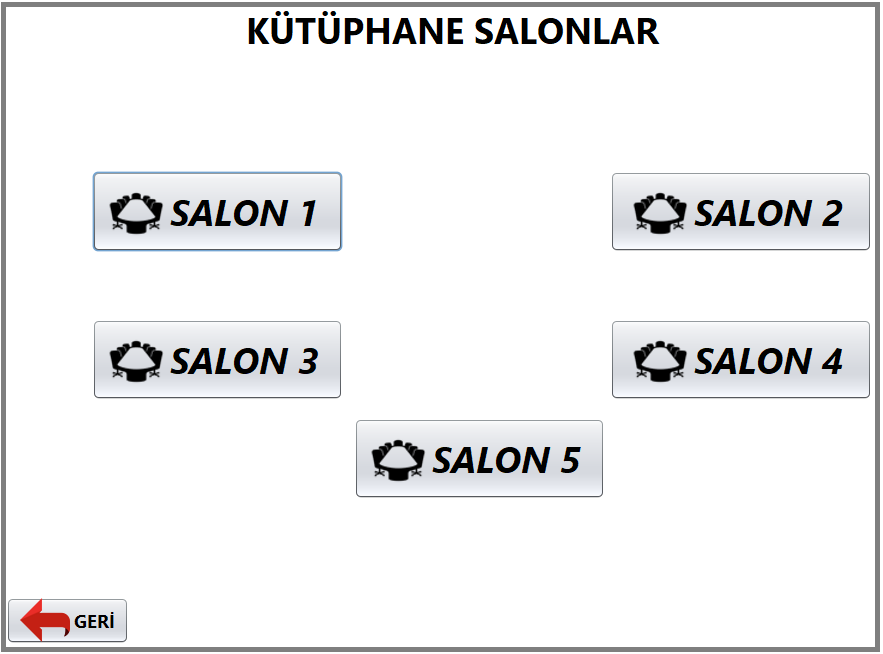 KÜTÜPHANE SALONLAR
SALON 1
SALON 2
SALON 3
SALON 4
SALON 5
GERİ